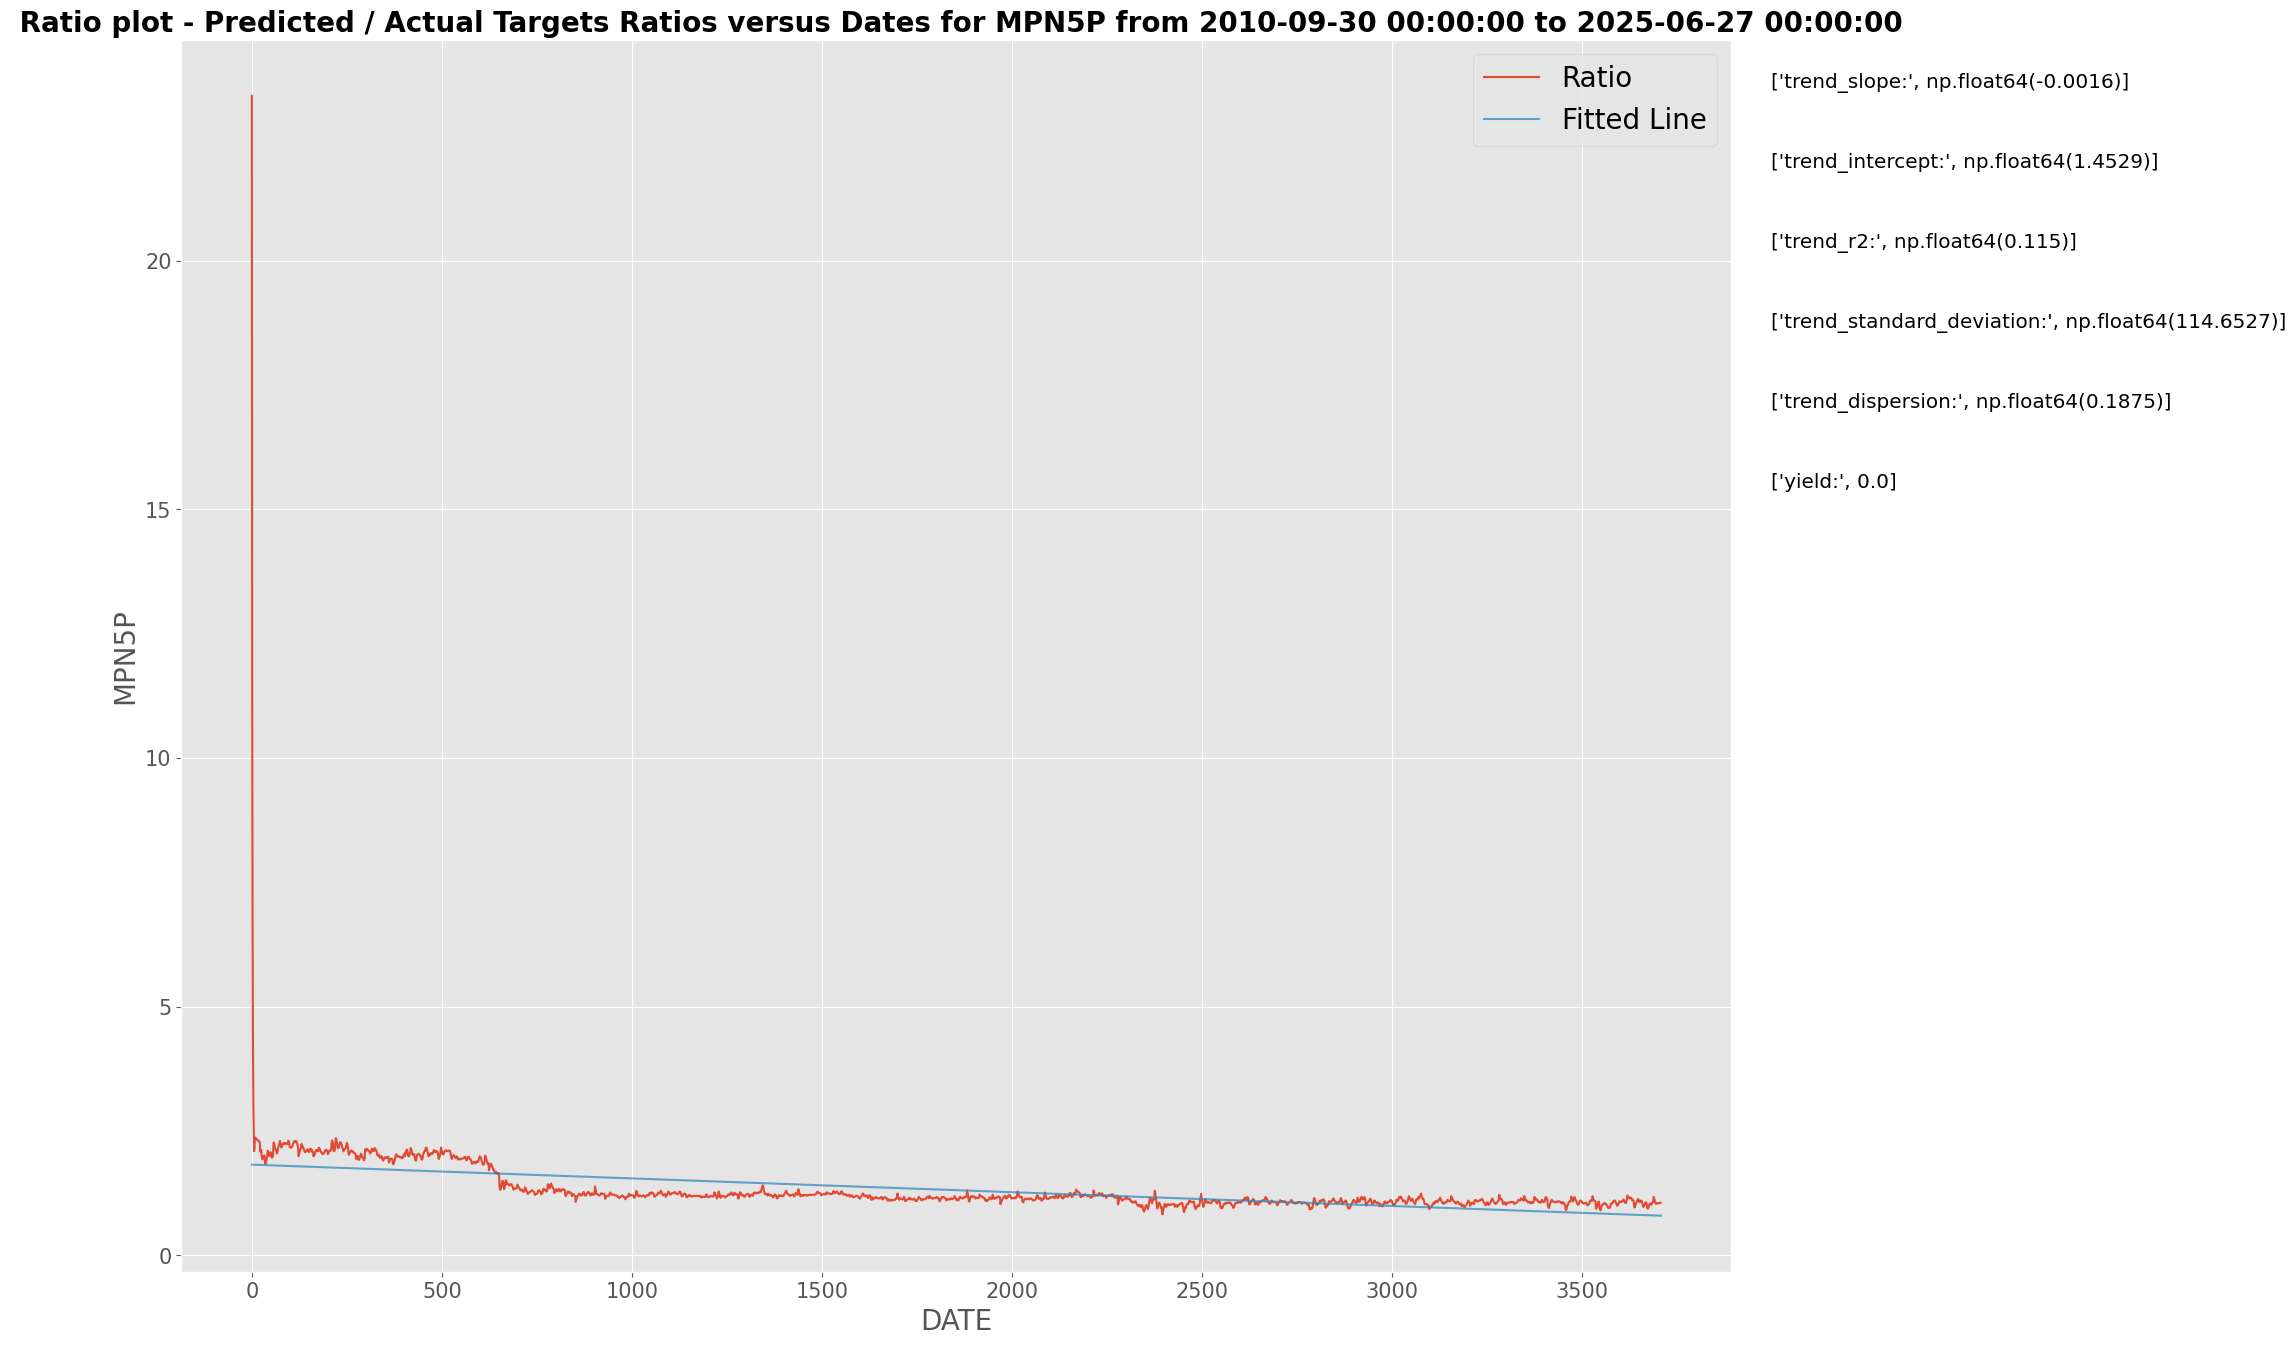 Ratio plot - Predicted / Actual Targets Ratios versus Dates for MPN5P from 2010-09-30 00:00:00 to 2025-06-27 00:00:00
Ratio
Fitted Line
['trend_slope:', np.float64(-0.0016)]
['trend_intercept:', np.float64(1.4529)]
['trend_r2:', np.float64(0.115)]
['trend_standard_deviation:', np.float64(114.6527)]
['trend_dispersion:', np.float64(0.1875)]
['yield:', 0.0]
MPN5P
20
15
10
5
0
0 500 1000 1500 2000 2500 3000 3500
DATE